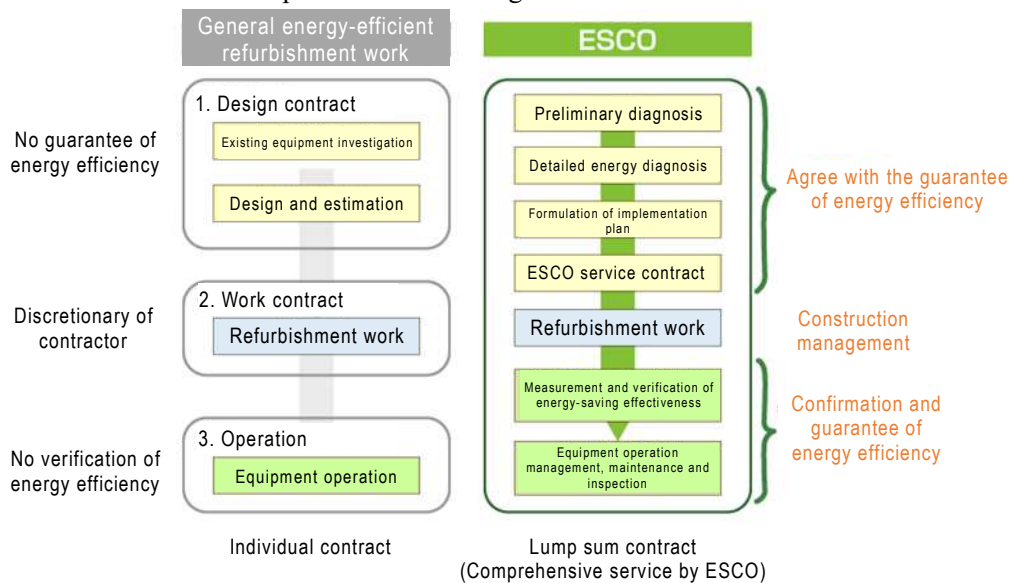 General energy-efficient
refurbishment work
ESCO
1. Design contract
Existing equipment investigation
Design and estimation
No guarantee of
energy efficiency
2. Work contract
Refurbishment work
Discretionary of
contractor
3. Operation
Equipment operation
No verification of
energy efficiency
Individual contract
Preliminary diagnosis
Detailed energy diagnosis
Formulation of implementation
plan
ESCO service contract
Agree with the guarantee
of energy efficiency
Refurbishment work
Construction
management
Measurement and verification of
energy-saving effectiveness
Equipment operation
management, maintenance and
inspection
Confirmation and
guarantee of
energy efficiency
Lump sum contract
(Comprehensive service by ESCO)